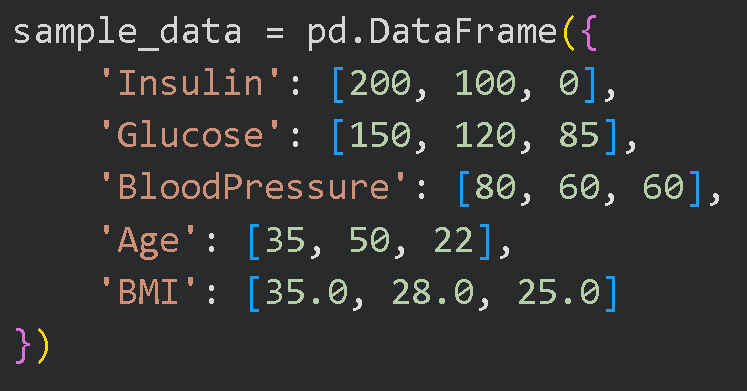 sample_data = pd.DataFrame({
    'Insulin': [200, 100, 0],
    'Glucose': [150, 120, 85],
    'BloodPressure': [80, 60, 60],
    'Age': [35, 50, 22],
    'BMI': [35.0, 28.0, 25.0]
})